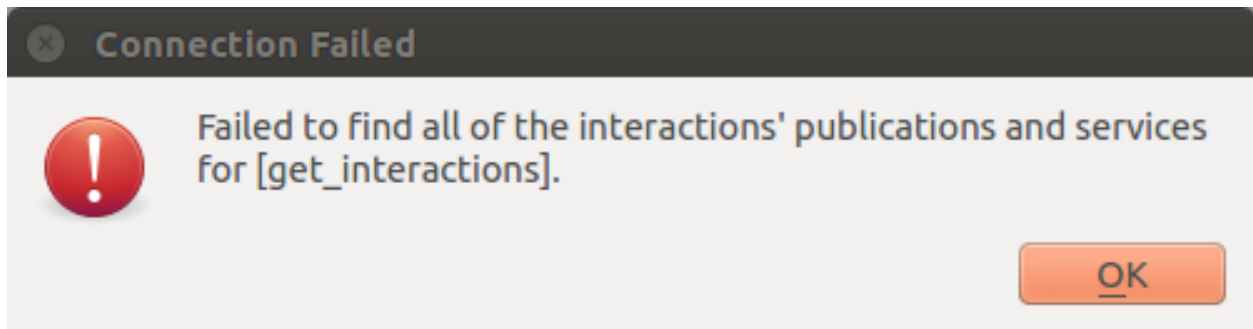 Connection Failed
Failed to find all of the interactions' publications and services
for [get_interactions].
OK